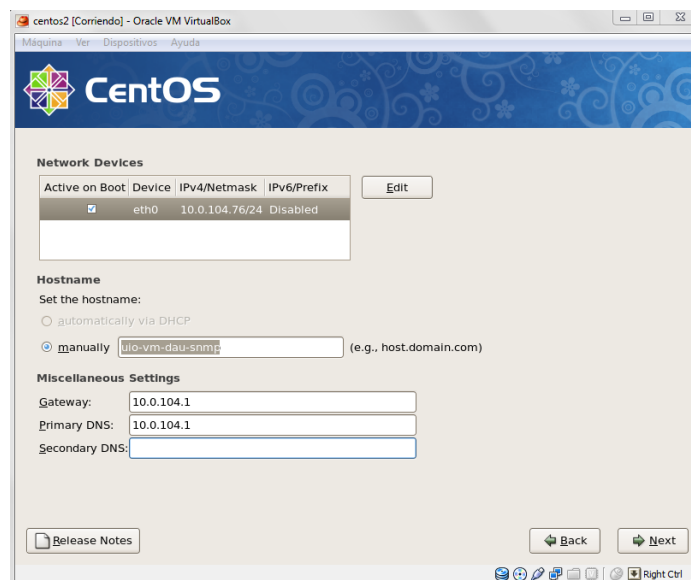 centos2 [Corriendo] - Oracle VM VirtualBox
Máquina Ver Dispositivos Ayuda
CentOS
Network Devices
Active on Boot Device IPv4/Netmask IPv6/Prefix
eth0 10.0.104.76/24 Disabled
Edit
Hostname
Set the hostname:
automatically via DHCP
manually uio-vm-dau-snmp (e.g., host.domain.com)
Miscellaneous Settings
Gateway: 10.0.104.1
Primary DNS: 10.0.104.1
Secondary DNS:
Release Notes Back Next
Right Ctrl